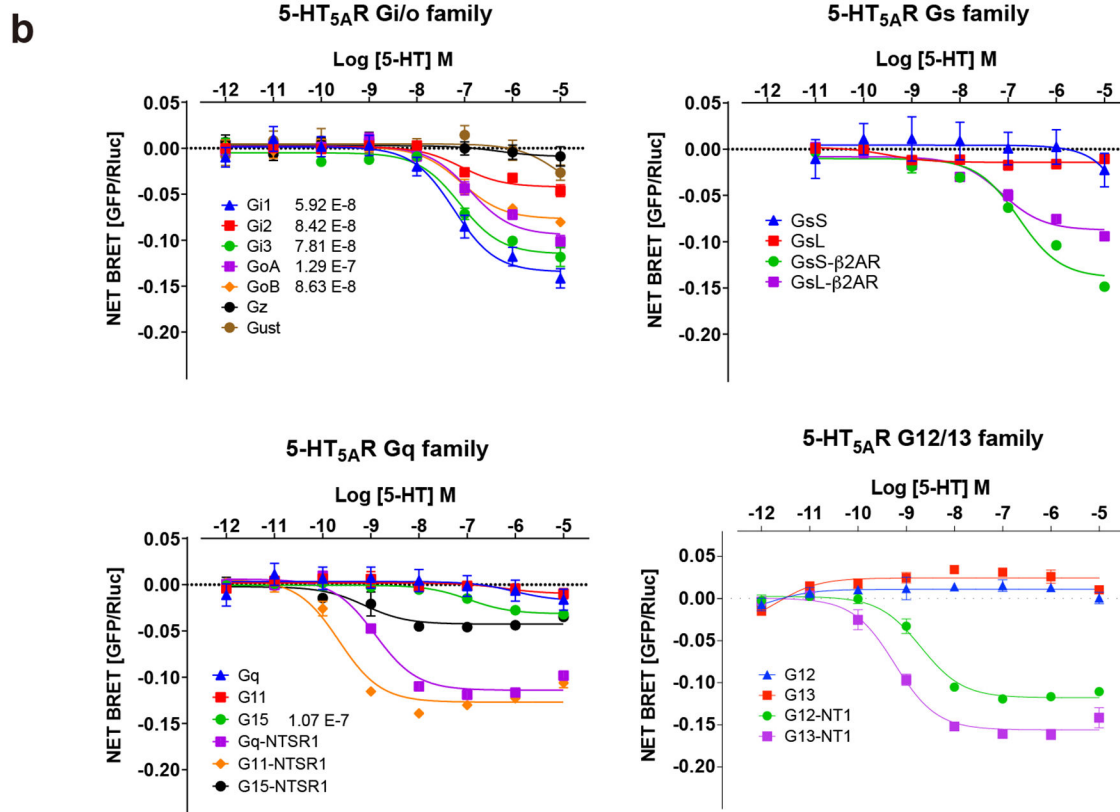 b
5-HT5AR Gi/o family
Log [5-HT] M
-12 -11 -10 -9 -8 -7 -6 -5
0.05
0.00
-0.05
-0.10
-0.15
-0.20
NET BRET [GFP/Rluc]
Gi1 5.92 E-8
Gi2 8.42 E-8
Gi3 7.81 E-8
GoA 1.29 E-7
GoB 8.63 E-8
Gz
Gust
5-HT5AR Gs family
Log [5-HT] M
-12 -11 -10 -9 -8 -7 -6 -5
0.05
0.00
-0.05
-0.10
-0.15
-0.20
NET BRET [GFP/Rluc]
GsS
GsL
GsS-β2AR
GsL-β2AR
5-HT5AR Gq family
Log [5-HT] M
-12 -11 -10 -9 -8 -7 -6 -5
0.05
0.00
-0.05
-0.10
-0.15
-0.20
NET BRET [GFP/Rluc]
Gq
G11
G15 1.07 E-7
Gq-NTSR1
G11-NTSR1
G15-NTSR1
5-HT5AR G12/13 family
Log [5-HT] M
-12 -11 -10 -9 -8 -7 -6 -5
0.05
0.00
-0.05
-0.10
-0.15
-0.20
NET BRET [GFP/Rluc]
G12
G13
G12-NT1
G13-NT1